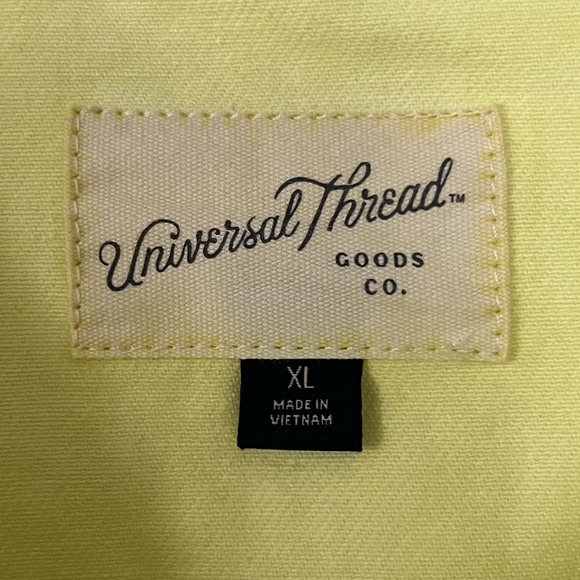 Universal Thread™
GOODS
CO.
XL
MADE IN
VIETNAM